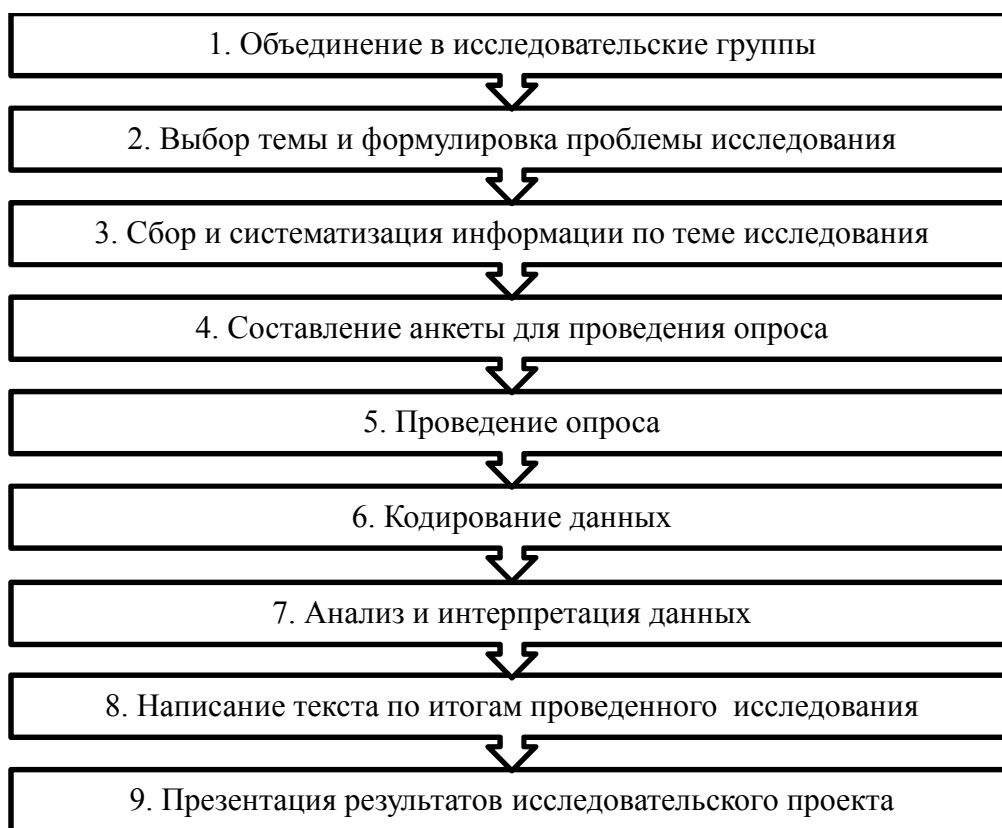 1. Объединение в исследовательские группы
2. Выбор темы и формулировка проблемы исследования
3. Сбор и систематизация информации по теме исследования
4. Составление анкеты для проведения опроса
5. Проведение опроса
6. Кодирование данных
7. Анализ и интерпретация данных
8. Написание текста по итогам проведенного исследования
9. Презентация результатов исследовательского проекта